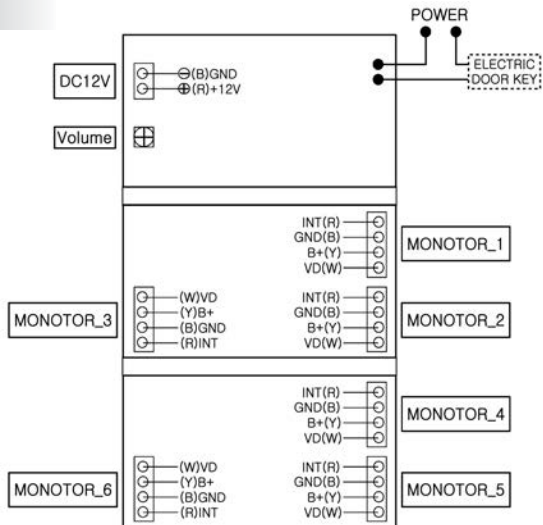 POWER
ELECTRIC
DOOR KEY
DC12V
⊖(B)GND
⊕(R)+12V
Volume
INT(R)
GND(B)
B+(Y)
VD(W)
MONOTOR_1
MONOTOR_3
(W)VD
(Y)B+
(B)GND
(R)INT
INT(R)
GND(B)
B+(Y)
VD(W)
MONOTOR_2
INT(R)
GND(B)
B+(Y)
VD(W)
MONOTOR_4
MONOTOR_6
(W)VD
(Y)B+
(B)GND
(R)INT
INT(R)
GND(B)
B+(Y)
VD(W)
MONOTOR_5